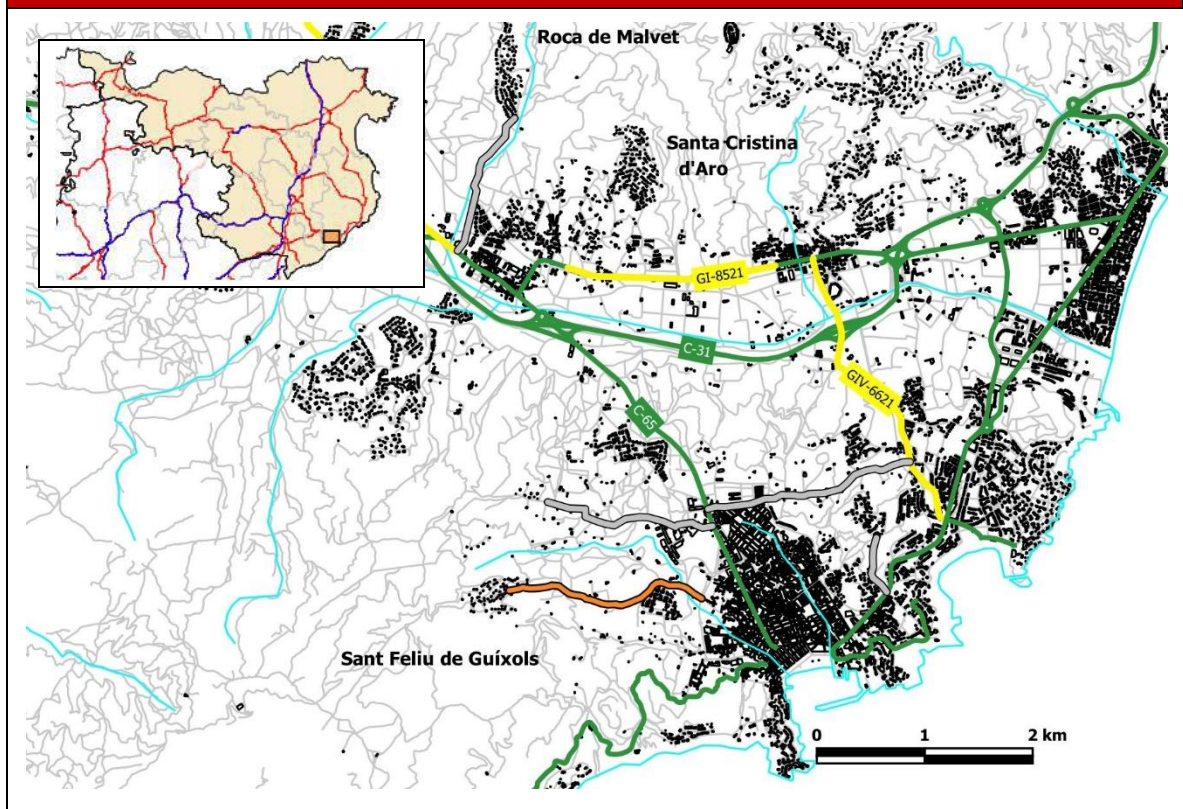 Roca de Malvet
Santa Cristina
d'Aro
GI-8521
C-31
GIV-6621
C-65
Sant Feliu de Guíxols
0 1 2 km